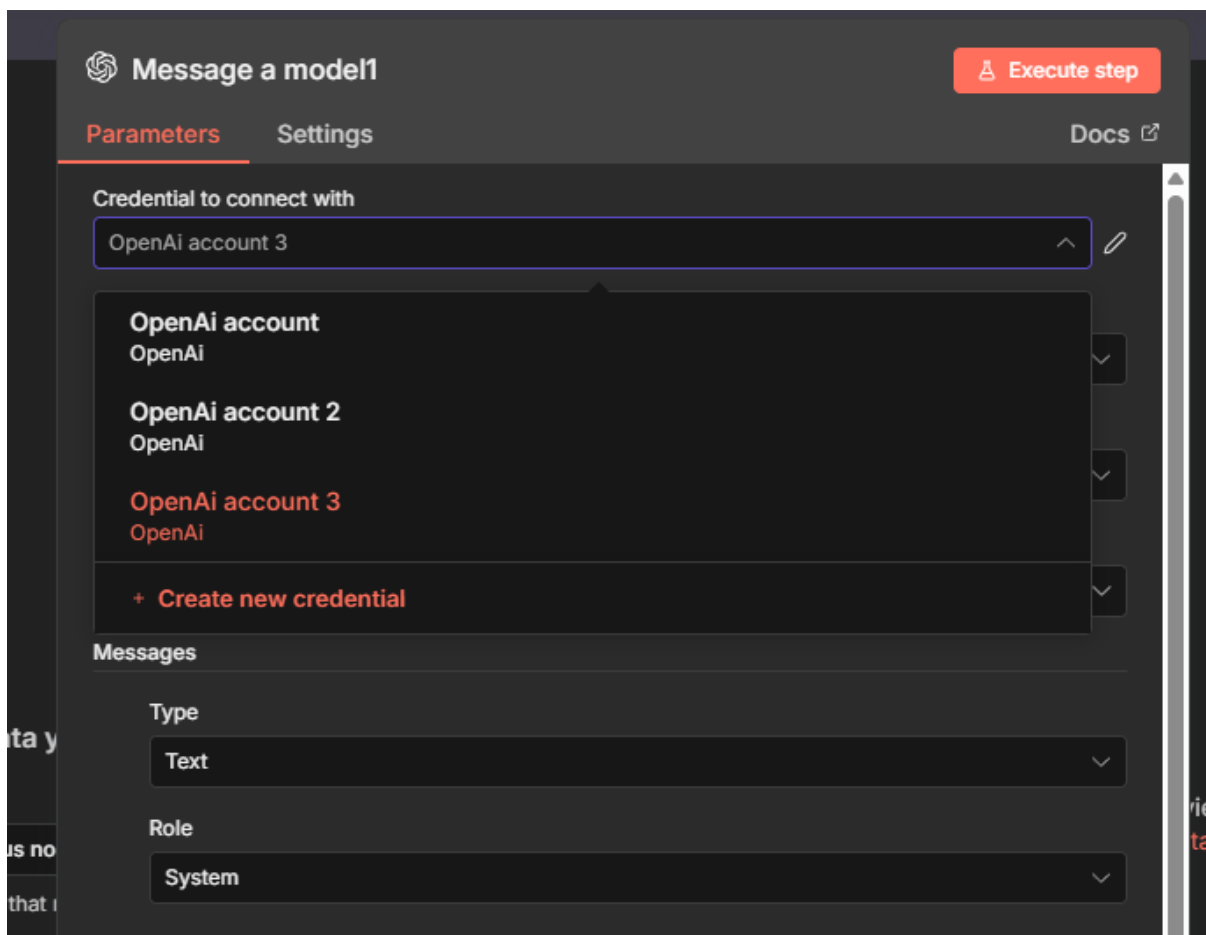 Message a model1
Execute step
Parameters
Settings
Docs
Credential to connect with
OpenAi account 3
OpenAi account
OpenAi
OpenAi account 2
OpenAi
OpenAi account 3
OpenAi
+ Create new credential
Messages
Type
Text
Role
System
that